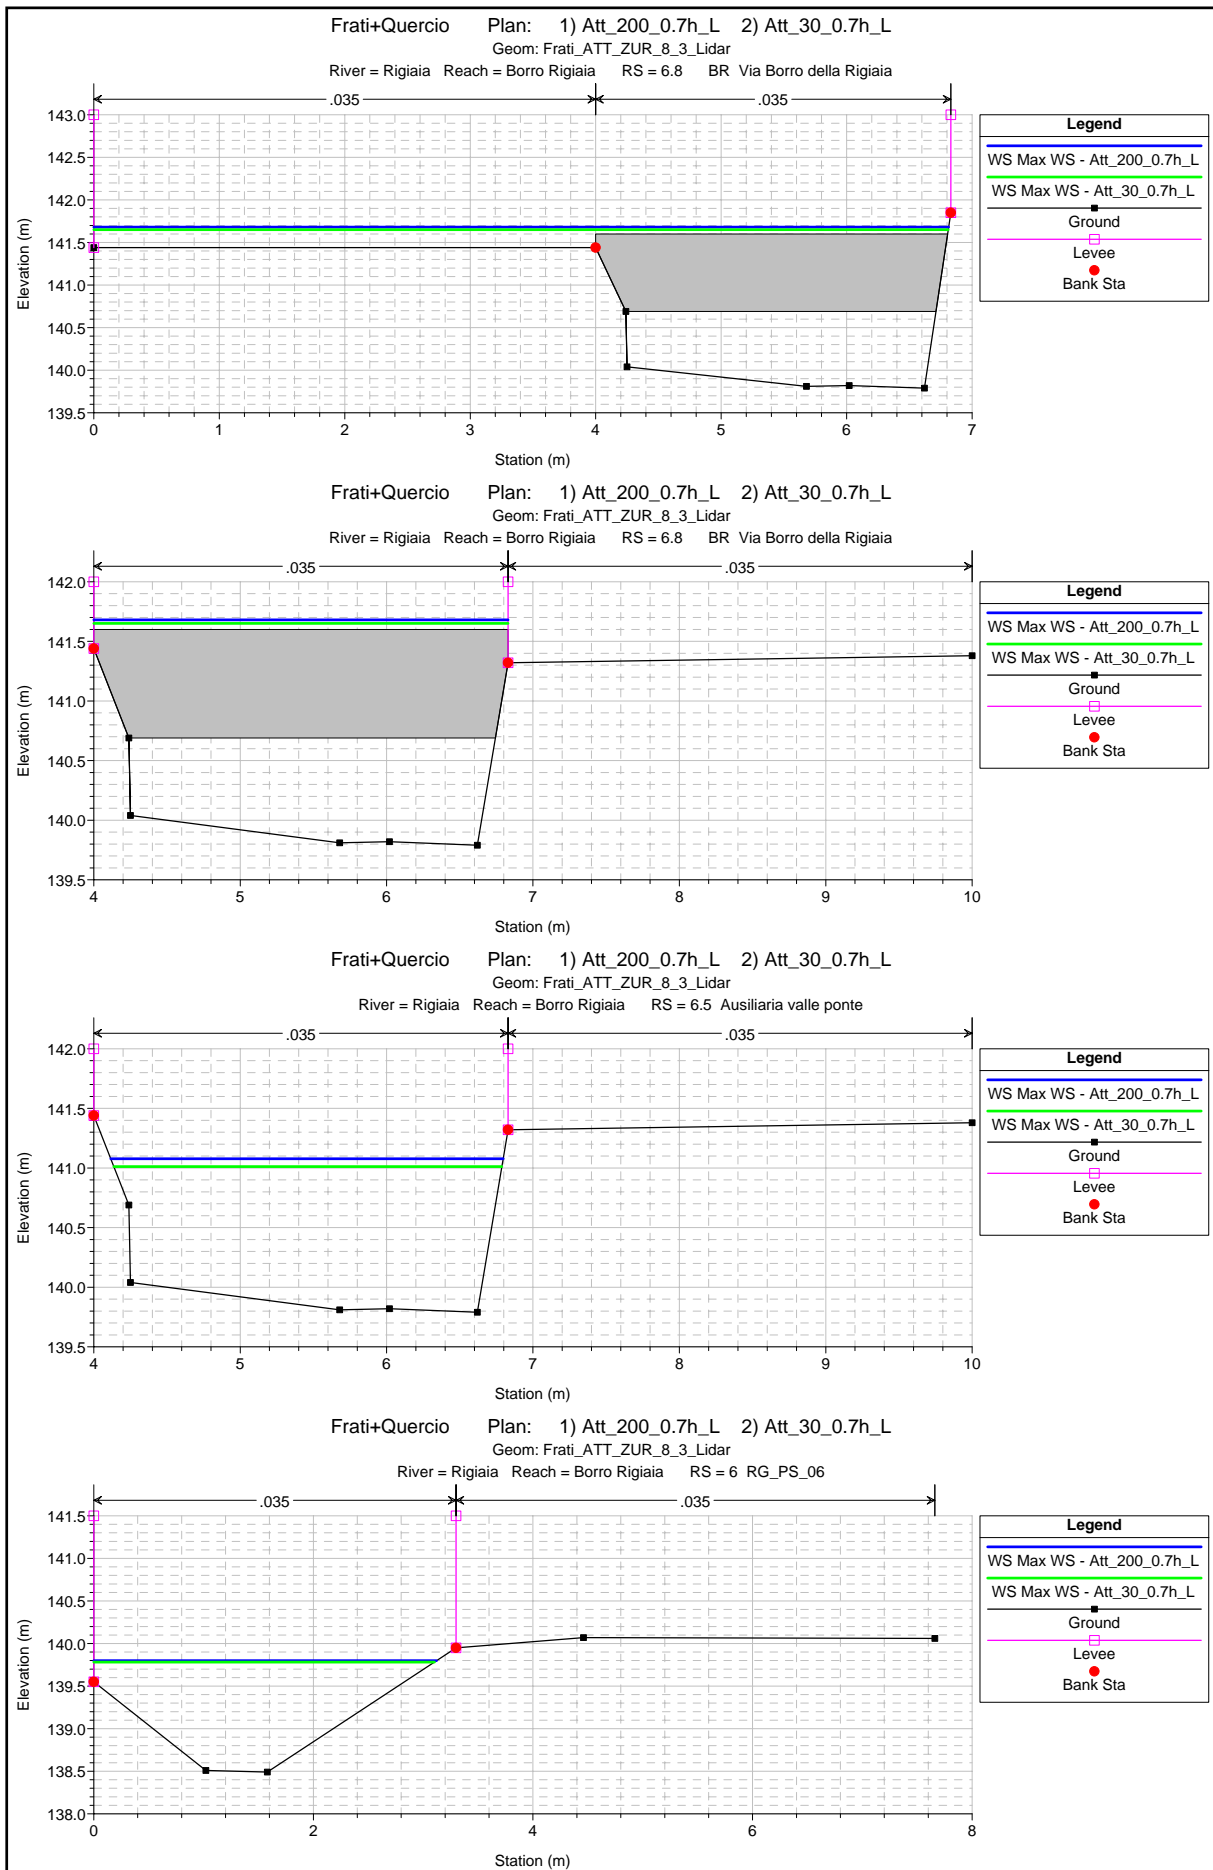 Frati+Quercio Plan: 1) Att_200_0.7h_L 2) Att_30_0.7h_L
Geom: Frati_ATT_ZUR_8_3_Lidar
River = Rigiaia Reach = Borro Rigiaia RS = 6.8 BR Via Borro della Rigiaia
.035 .035
143.0
142.5
142.0
141.5
141.0
140.5
140.0
139.5
Elevation (m)
0 1 2 3 4 5 6 7
Station (m)
Legend
WS Max WS - Att_200_0.7h_L
WS Max WS - Att_30_0.7h_L
Ground
Levee
Bank Sta
Frati+Quercio Plan: 1) Att_200_0.7h_L 2) Att_30_0.7h_L
Geom: Frati_ATT_ZUR_8_3_Lidar
River = Rigiaia Reach = Borro Rigiaia RS = 6.8 BR Via Borro della Rigiaia
.035 .035
142.0
141.5
141.0
140.5
140.0
139.5
Elevation (m)
4 5 6 7 8 9 10
Station (m)
Legend
WS Max WS - Att_200_0.7h_L
WS Max WS - Att_30_0.7h_L
Ground
Levee
Bank Sta
Frati+Quercio Plan: 1) Att_200_0.7h_L 2) Att_30_0.7h_L
Geom: Frati_ATT_ZUR_8_3_Lidar
River = Rigiaia Reach = Borro Rigiaia RS = 6.5 Ausiliaria valle ponte
.035 .035
142.0
141.5
141.0
140.5
140.0
139.5
Elevation (m)
4 5 6 7 8 9 10
Station (m)
Legend
WS Max WS - Att_200_0.7h_L
WS Max WS - Att_30_0.7h_L
Ground
Levee
Bank Sta
Frati+Quercio Plan: 1) Att_200_0.7h_L 2) Att_30_0.7h_L
Geom: Frati_ATT_ZUR_8_3_Lidar
River = Rigiaia Reach = Borro Rigiaia RS = 6 RG_PS_06
.035 .035
141.5
141.0
140.5
140.0
139.5
139.0
138.5
138.0
Elevation (m)
0 2 4 6 8
Station (m)
Legend
WS Max WS - Att_200_0.7h_L
WS Max WS - Att_30_0.7h_L
Ground
Levee
Bank Sta